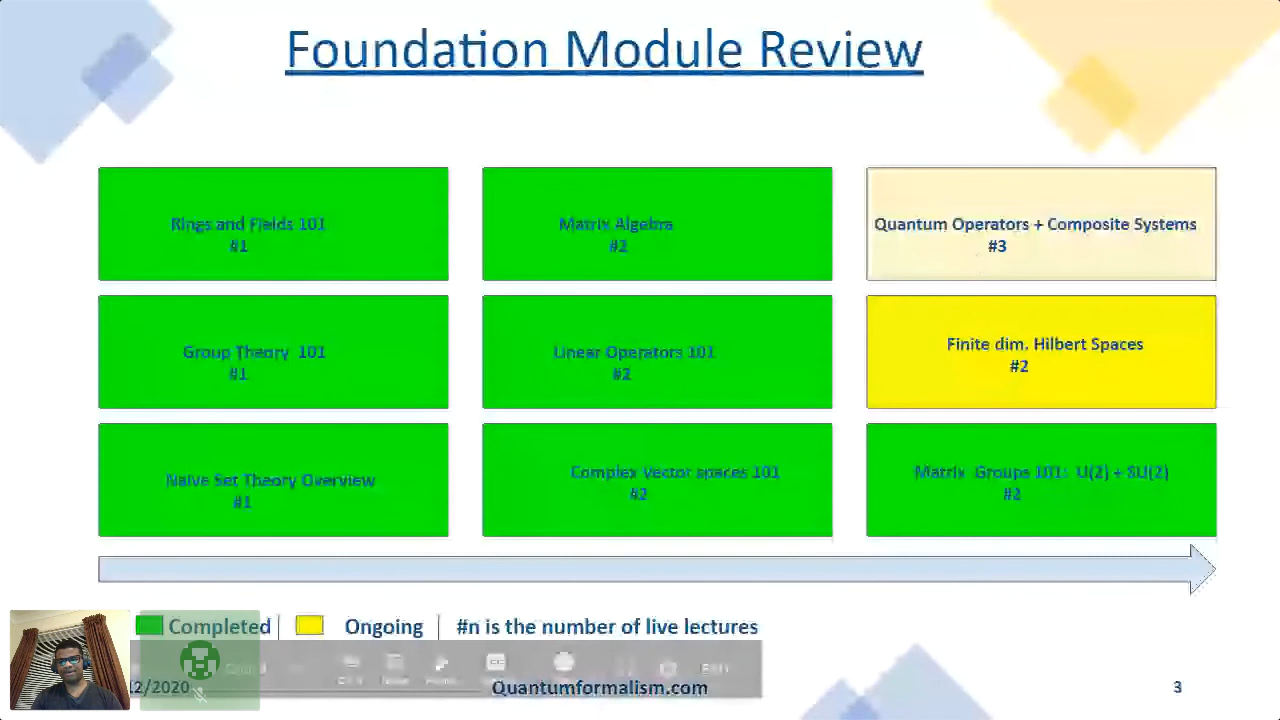 Foundation Module Review
Rings and Fields 101
#1
Matrix Algebra
#2
Quantum Operators + Composite Systems
#3
Group Theory 101
#1
Linear Operators 101
#2
Finite dim. Hilbert Spaces
#2
Naive Set Theory Overview
#1
Complex Vector spaces 101
#2
Matrix Groups 101: U(2) + SU(2)
#2
Completed
Ongoing
#n is the number of live lectures
12/2020
Quantumformalism.com
3